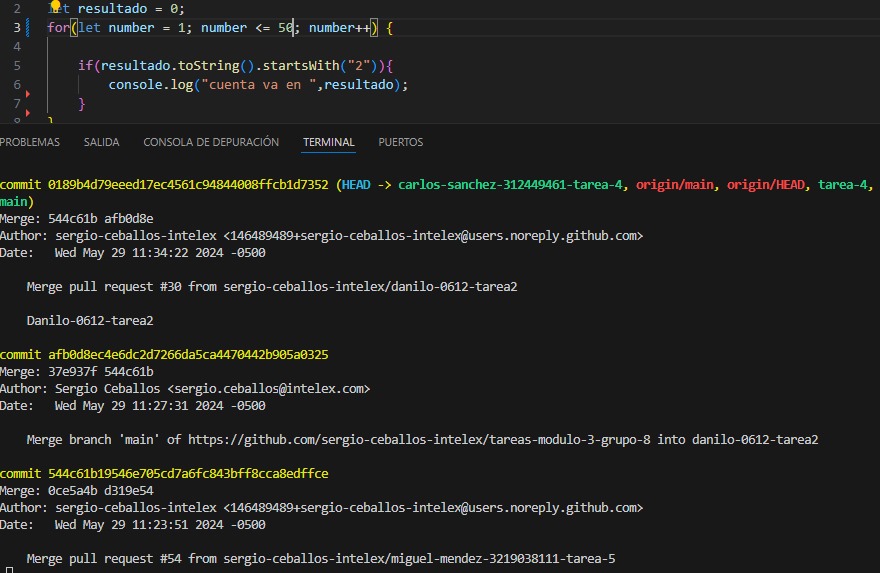 2 let resultado = 0;
3 for(let number = 1; number <= 50; number++) {
4
5 if(resultado.toString().startsWith("2")){
6 console.log("cuenta va en ",resultado);
7 }
8 }
PROBLEMAS SALIDA CONSOLA DE DEPURACIÓN TERMINAL PUERTOS
commit 0189b4d79eeed17ec4561c94844008ffcb1d7352 (HEAD -> carlos-sanchez-312449461-tarea-4, origin/main, origin/HEAD, tarea-4,
main)
Merge: 544c61b afb0d8e
Author: sergio-ceballos-intelex <146489489+sergio-ceballos-intelex@users.noreply.github.com>
Date: Wed May 29 11:34:22 2024 -0500
Merge pull request #30 from sergio-ceballos-intelex/danilo-0612-tarea2
Danilo-0612-tarea2
commit afb0d8ec4e6dc2d7266da5ca4470442b905a0325
Merge: 37e937f 544c61b
Author: Sergio Ceballos <sergio.ceballos@intelex.com>
Date: Wed May 29 11:27:31 2024 -0500
Merge branch 'main' of https://github.com/sergio-ceballos-intelex/tareas-modulo-3-grupo-8 into danilo-0612-tarea2
commit 544c61b19546e705cd7a6fc843bff8cca8edffce
Merge: 0ce5a4b d319e54
Author: sergio-ceballos-intelex <146489489+sergio-ceballos-intelex@users.noreply.github.com>
Date: Wed May 29 11:23:51 2024 -0500
Merge pull request #54 from sergio-ceballos-intelex/miguel-mendez-3219038111-tarea-5